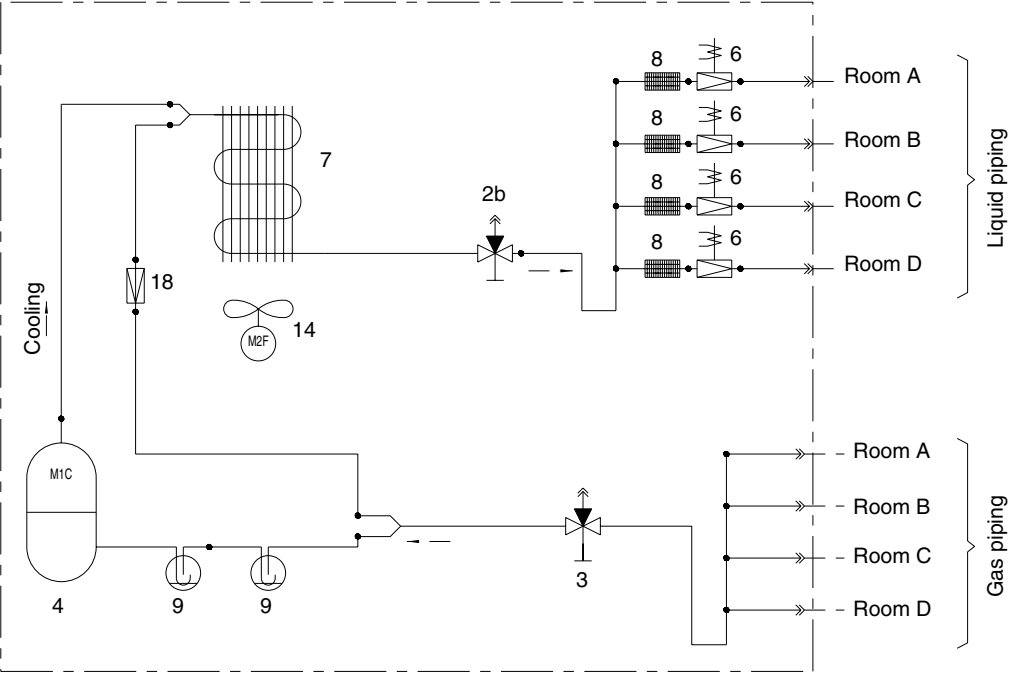 8
6
Room A
8
6
Room B
7
8
6
Room C
2b
8
6
Room D
Liquid piping
18
Cooling
14
M2F
M1C
Room A
Room B
Room C
Room D
Gas piping
3
4
9
9